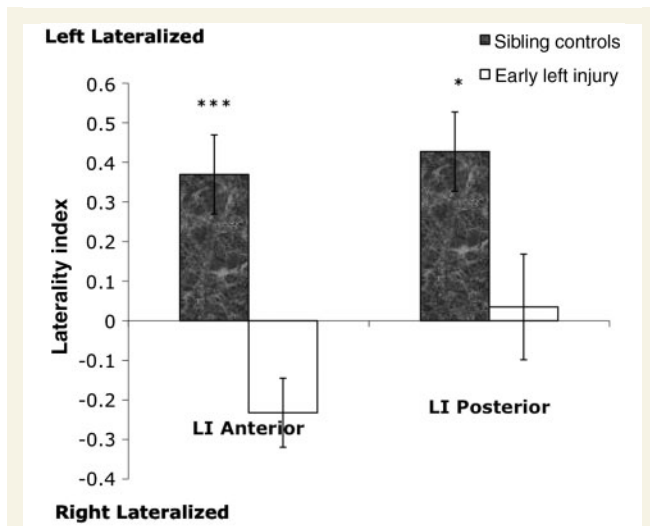 Left Lateralized
Sibling controls
Early left injury
0.6
0.5
0.4
0.3
0.2
0.1
0
-0.1
-0.2
-0.3
-0.4
Laterality index
***
*
LI Anterior
LI Posterior
Right Lateralized